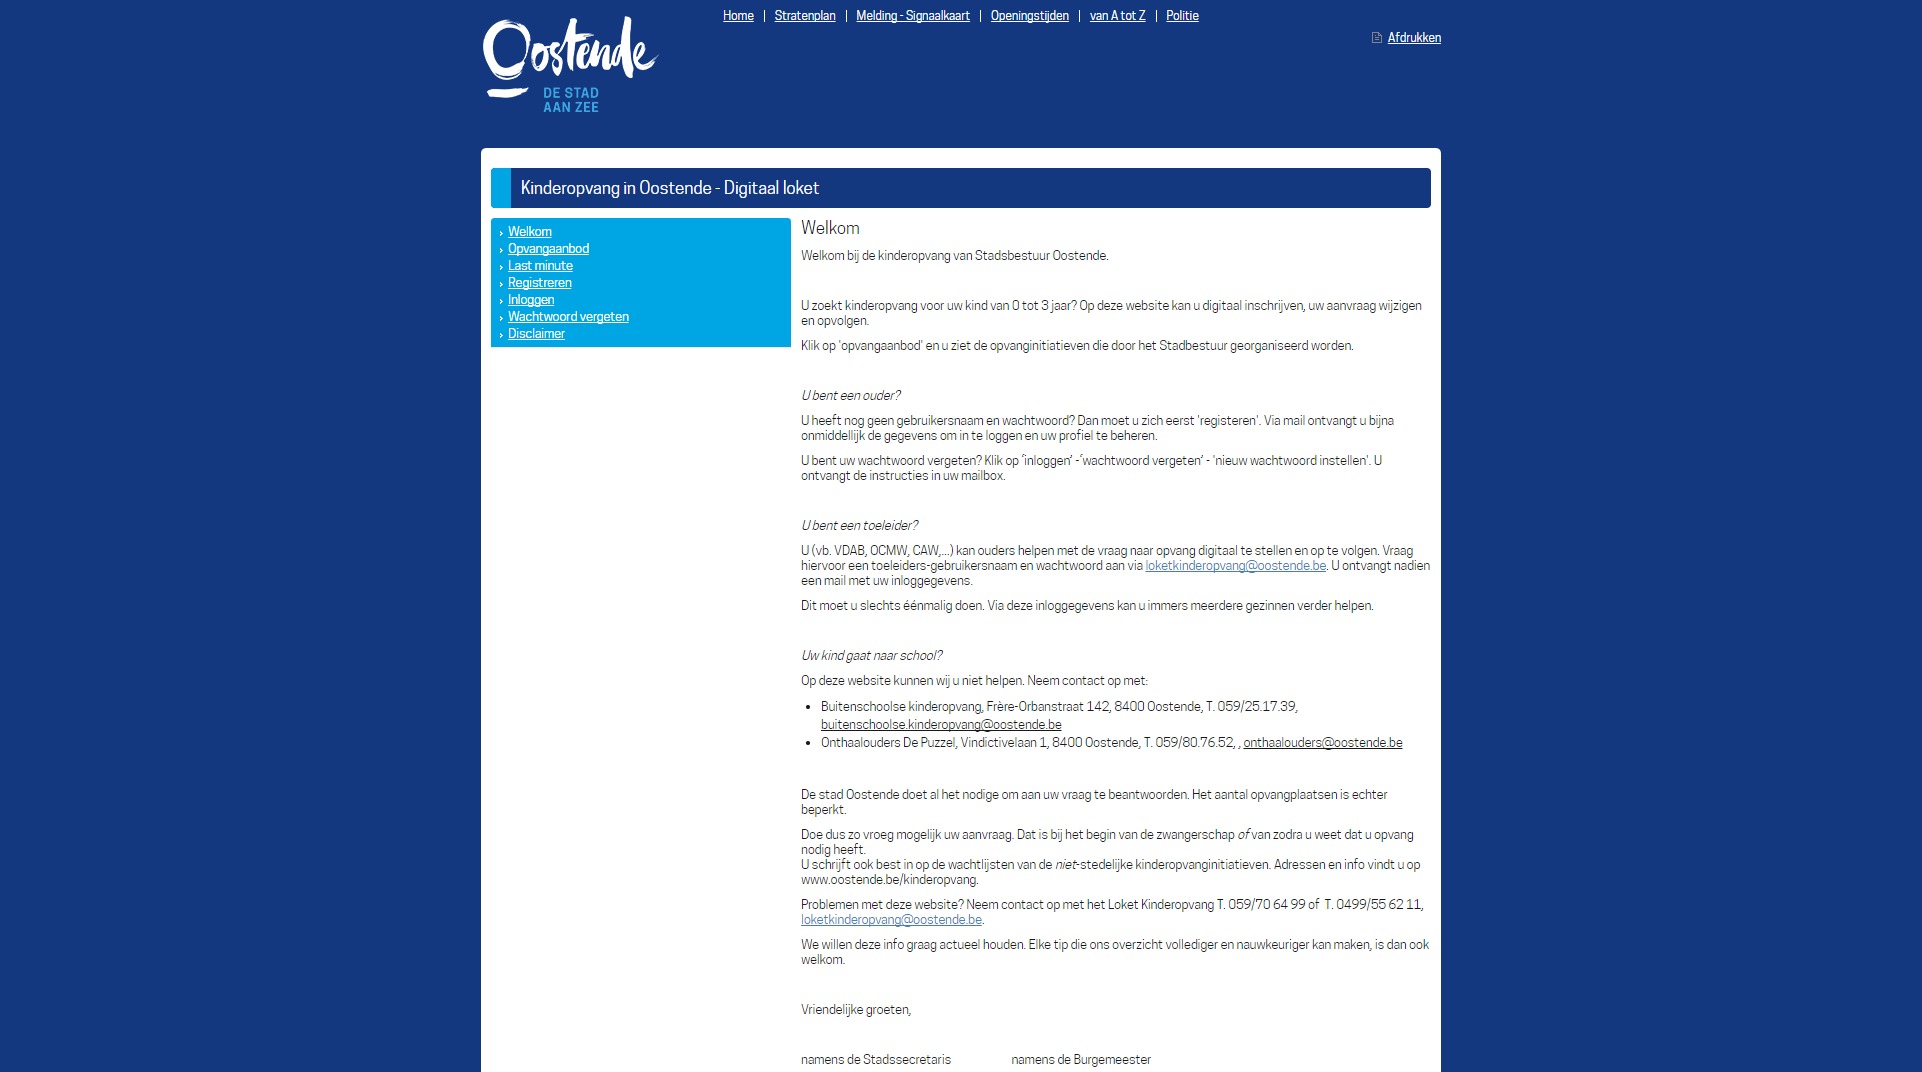 Home | Stratenplan | Melding - Signaalkaart | Openingstijden | van A tot Z | Politie
Afdrukken
Oostende
DE STAD
AAN ZEE
Kinderopvang in Oostende - Digitaal loket
› Welkom
› Opvangaanbod
› Last minute
› Registreren
› Inloggen
› Wachtwoord vergeten
› Disclaimer
Welkom
Welkom bij de kinderopvang van Stadsbestuur Oostende.
U zoekt kinderopvang voor uw kind van 0 tot 3 jaar? Op deze website kan u digitaal inschrijven, uw aanvraag wijzigen
en opvolgen.
Klik op 'opvangaanbod' en u ziet de opvanginitiatieven die door het Stadbestuur georganiseerd worden.
U bent een ouder?
U heeft nog geen gebruikersnaam en wachtwoord? Dan moet u zich eerst 'registeren'. Via mail ontvangt u bijna
onmiddellijk de gegevens om in te loggen en uw profiel te beheren.
U bent uw wachtwoord vergeten? Klik op ‘inloggen’ -‘wachtwoord vergeten’ - 'nieuw wachtwoord instellen'. U
ontvangt de instructies in uw mailbox.
U bent een toeleider?
U (vb. VDAB, OCMW, CAW,...) kan ouders helpen met de vraag naar opvang digitaal te stellen en op te volgen. Vraag
hiervoor een toeleiders-gebruikersnaam en wachtwoord aan via loketkinderopvang@oostende.be. U ontvangt nadien
een mail met uw inloggegevens.
Dit moet u slechts éénmalig doen. Via deze inloggegevens kan u immers meerdere gezinnen verder helpen.
Uw kind gaat naar school?
Op deze website kunnen wij u niet helpen. Neem contact op met:
• Buitenschoolse kinderopvang, Frère-Orbanstraat 142, 8400 Oostende, T. 059/25.17.39,
buitenschoolse.kinderopvang@oostende.be
• Onthaalouders De Puzzel, Vindictivelaan 1, 8400 Oostende, T. 059/80.76.52, , onthaalouders@oostende.be
De stad Oostende doet al het nodige om aan uw vraag te beantwoorden. Het aantal opvangplaatsen is echter
beperkt.
Doe dus zo vroeg mogelijk uw aanvraag. Dat is bij het begin van de zwangerschap of van zodra u weet dat u opvang
nodig heeft.
U schrijft ook best in op de wachtlijsten van de niet-stedelijke kinderopvanginitiatieven. Adressen en info vindt u op
www.oostende.be/kinderopvang.
Problemen met deze website? Neem contact op met het Loket Kinderopvang T. 059/70 64 99 of T. 0499/55 62 11,
loketkinderopvang@oostende.be.
We willen deze info graag actueel houden. Elke tip die ons overzicht vollediger en nauwkeuriger kan maken, is dan ook
welkom.
Vriendelijke groeten,
namens de Stadssecretaris namens de Burgemeester